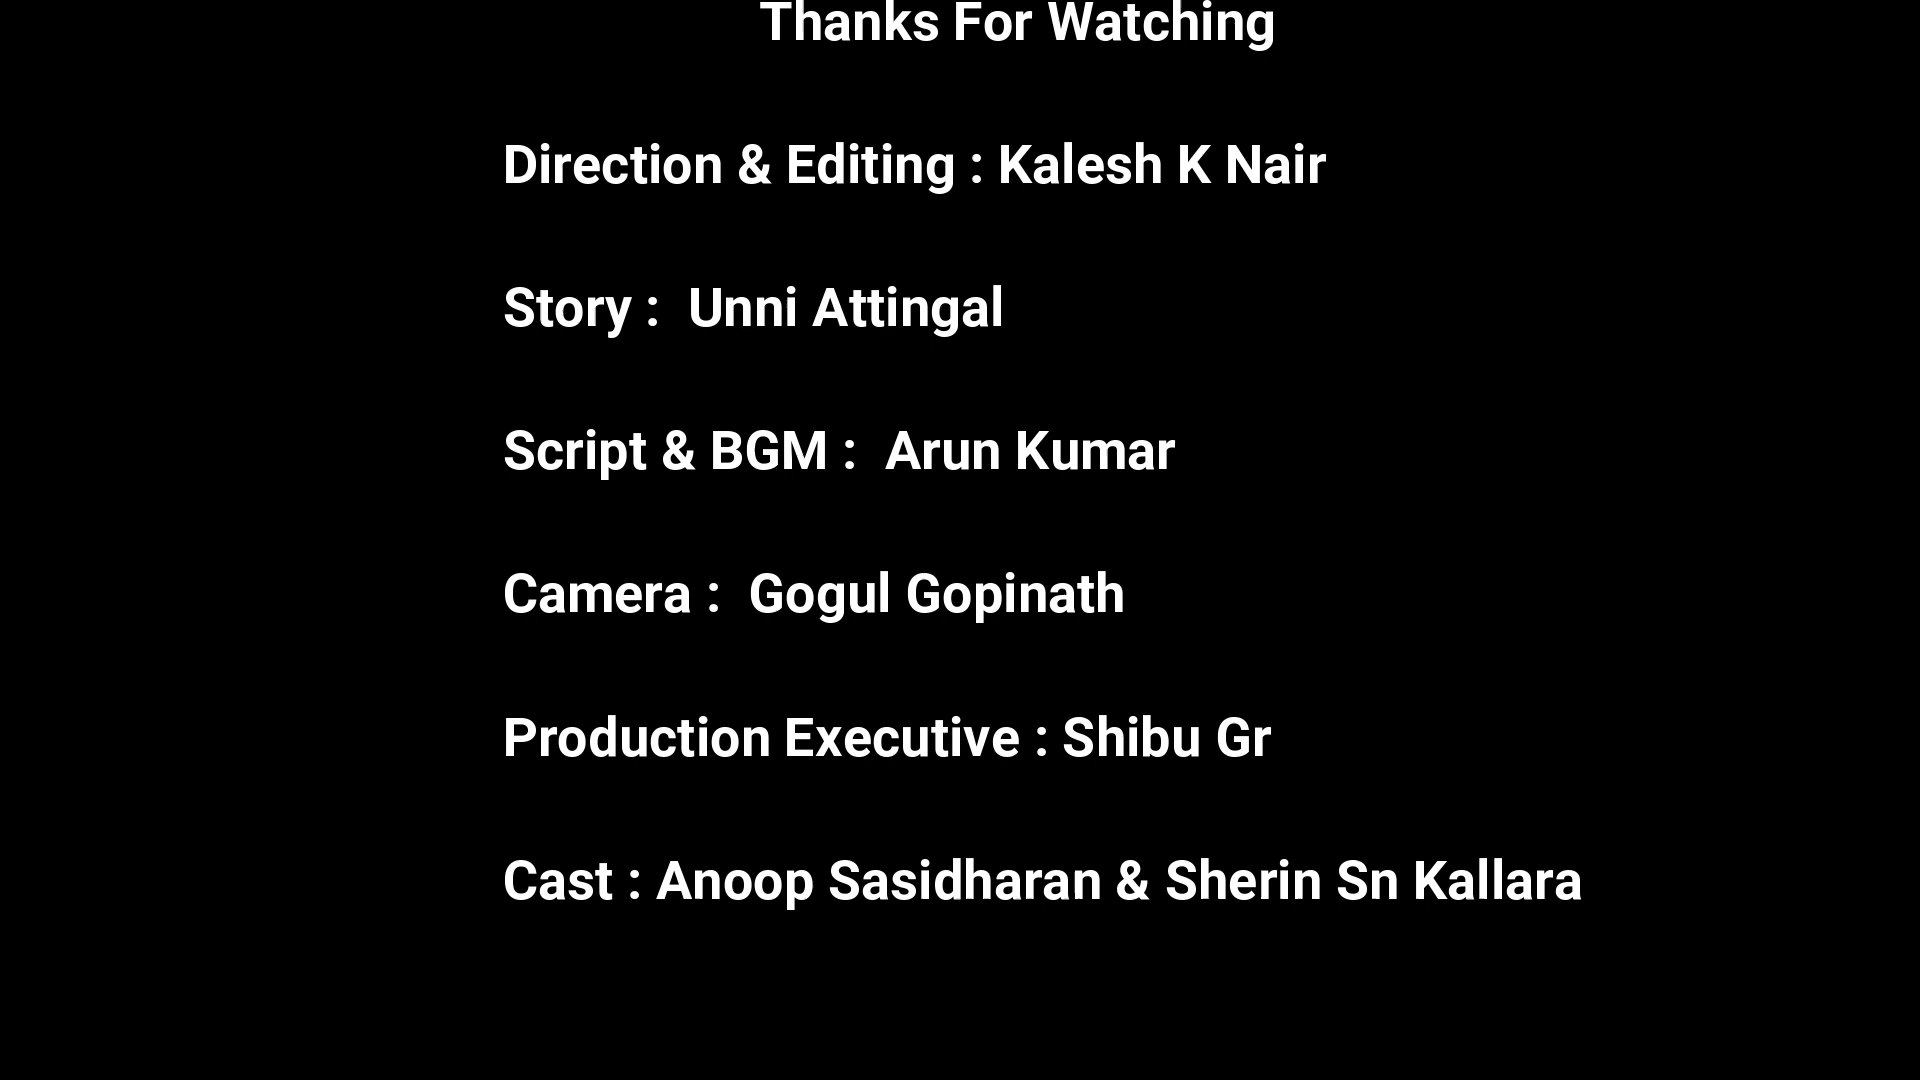 Thanks For Watching
Direction & Editing : Kalesh K Nair
Story :  Unni Attingal
Script & BGM :  Arun Kumar
Camera :  Gogul Gopinath
Production Executive : Shibu Gr
Cast : Anoop Sasidharan & Sherin Sn Kallara